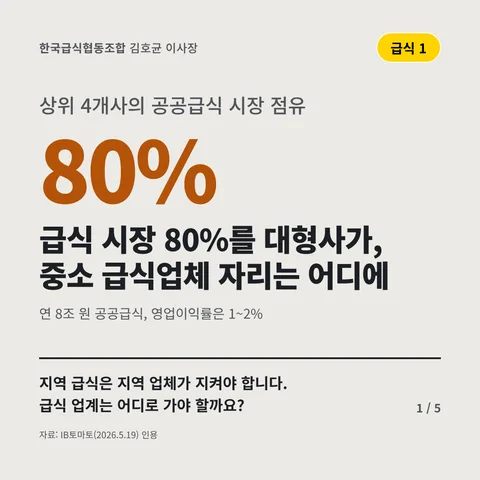 한국급식협동조합 김호균 이사장
급식 1
상위 4개사의 공공급식 시장 점유
80%
급식 시장 80%를 대형사가,
중소 급식업체 자리는 어디에
연 8조 원 공공급식, 영업이익률은 1~2%
지역 급식은 지역 업체가 지켜야 합니다.
급식 업계는 어디로 가야 할까요?
1 / 5
자료: IB토마토(2026.5.19) 인용